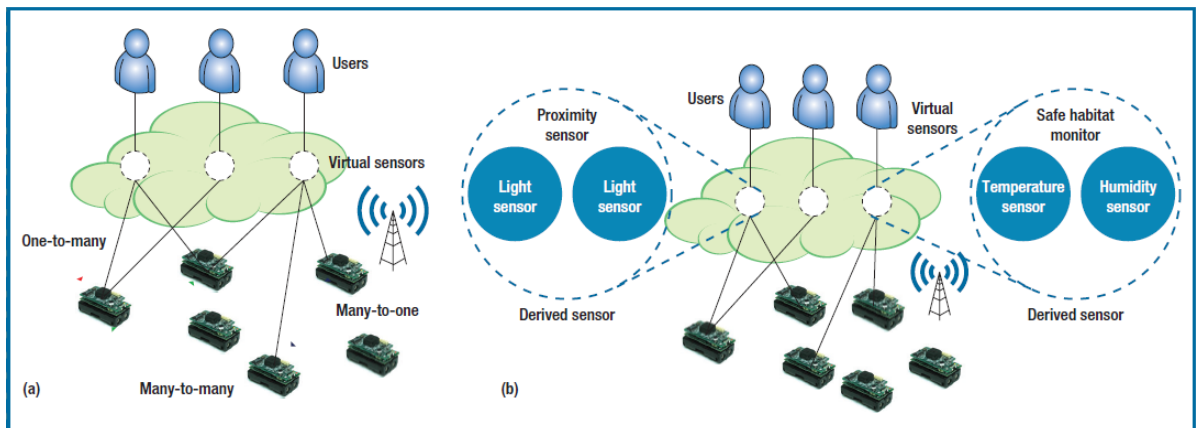 Users
Virtual sensors
One-to-many
Many-to-one
Many-to-many
(a)
Users
Virtual
sensors
Proximity
sensor
Light
sensor
Light
sensor
Derived sensor
Safe habitat
monitor
Temperature
sensor
Humidity
sensor
Derived sensor
(b)